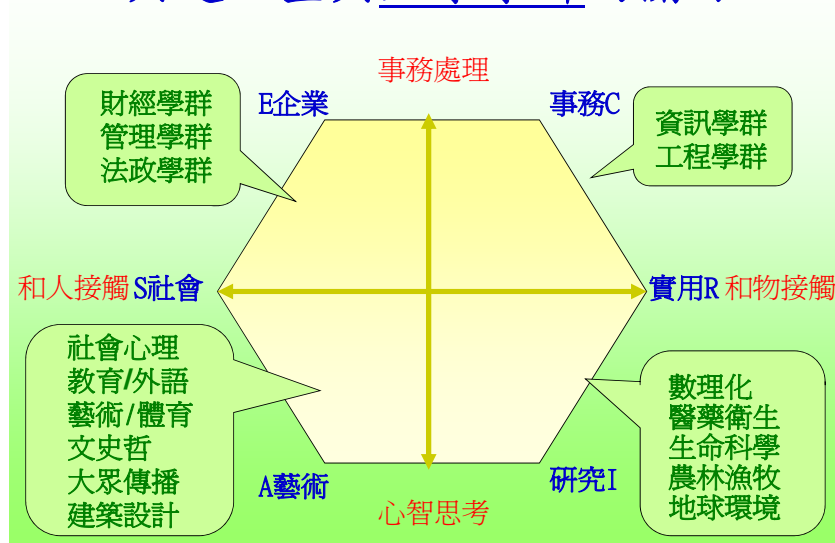 事務處理
E企業
事務C
財經學群
管理學群
法政學群
資訊學群
工程學群
和人接觸 S社會
實用R 和物接觸
社會心理
教育/外語
藝術/體育
文史哲
大眾傳播
建築設計
數理化
醫藥衛生
生命科學
農林漁牧
地球環境
A藝術
研究I
心智思考